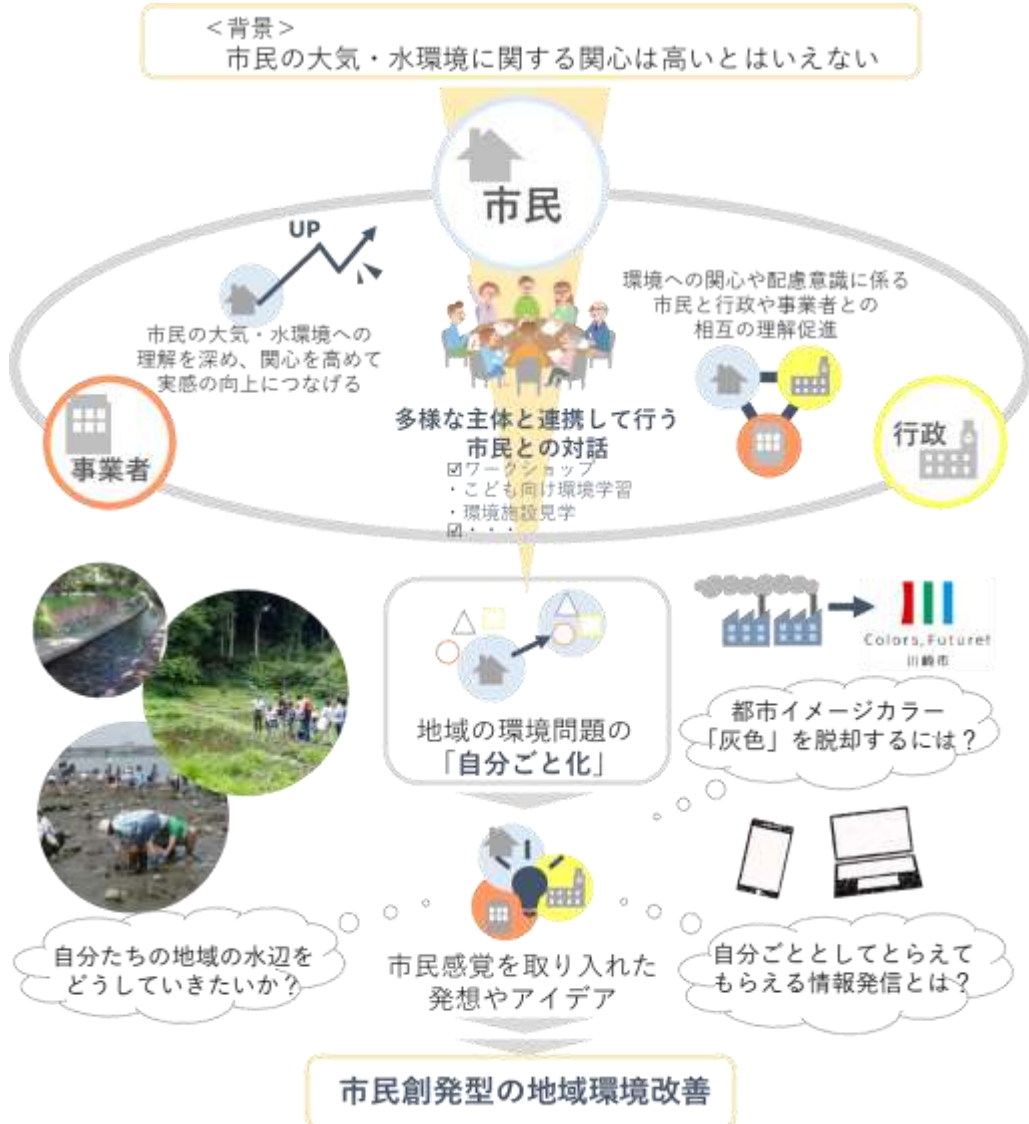 <背景>
市民の大気・水環境に関する関心は高いとはいえない
市民
UP
市民の大気・水環境への
理解を深め、関心を高めて
実感の向上につなげる
環境への関心や配慮意識に係る
市民と行政や事業者との
相互の理解促進
事業者
行政
多様な主体と連携して行う
市民との対話
☑ワークショップ
・こども向け環境学習
・環境施設見学
☑・・・
地域の環境問題の
「自分ごと化」
Colors,Future!
川崎市
都市イメージカラー
「灰色」を脱却するには？
自分たちの地域の水辺を
どうしていきたいか？
市民感覚を取り入れた
発想やアイデア
自分ごととしてとらえて
もらえる情報発信とは？
市民創発型の地域環境改善